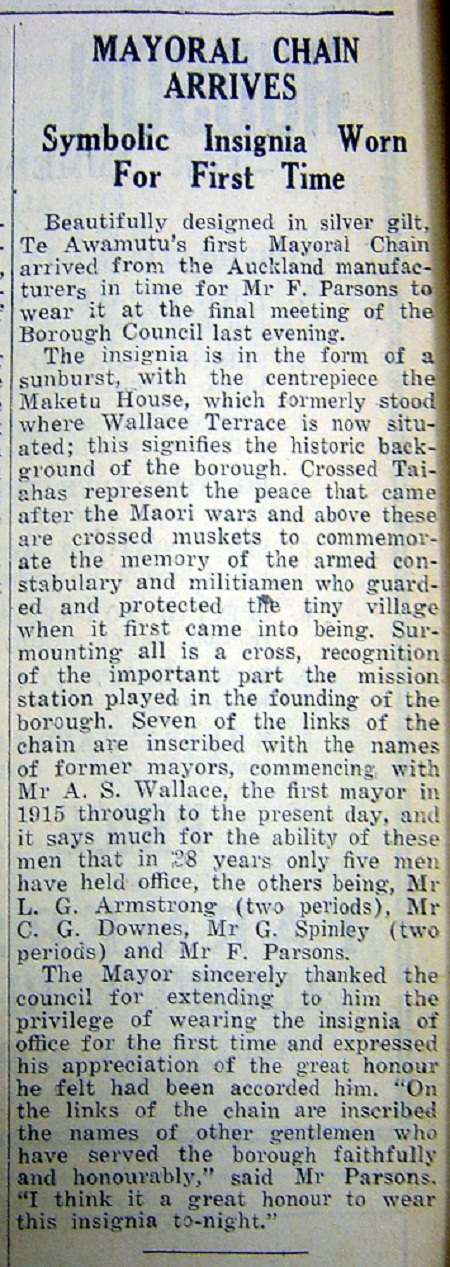 MAYORAL CHAIN
ARRIVES
Symbolic Insignia Worn
For First Time
Beautifully designed in silver gilt,
Te Awamutu's first Mayoral Chain
arrived from the Auckland manufac-
turers in time for Mr F. Parsons to
wear it at the final meeting of the
Borough Council last evening.
The insignia is in the form of a
sunburst, with the centrepiece the
Maketu House, which formerly stood
where Wallace Terrace is now situ-
ated; this signifies the historic back-
ground of the borough. Crossed Tai-
ahas represent the peace that came
after the Maori wars and above these
are crossed muskets to commemor-
ate the memory of the armed con-
stabulary and militiamen who guard-
ed and protected the tiny village
when it first came into being. Sur-
mounting all is a cross, recognition
of the important part the mission
station played in the founding of the
borough. Seven of the links of the
chain are inscribed with the names
of former mayors, commencing with
Mr A. S. Wallace, the first mayor in
1915 through to the present day, and
it says much for the ability of these
men that in 28 years only five men
have held office, the others being, Mr
L. G. Armstrong (two periods), Mr
C. G. Downes, Mr G. Spinley (two
periods) and Mr F. Parsons.
The Mayor sincerely thanked the
council for extending to him the
privilege of wearing the insignia of
office for the first time and expressed
his appreciation of the great honour
he felt had been accorded him. "On
the links of the chain are inscribed
the names of other gentlemen who
have served the borough faithfully
and honourably," said Mr Parsons.
"I think it a great honour to wear
this insignia to-night."